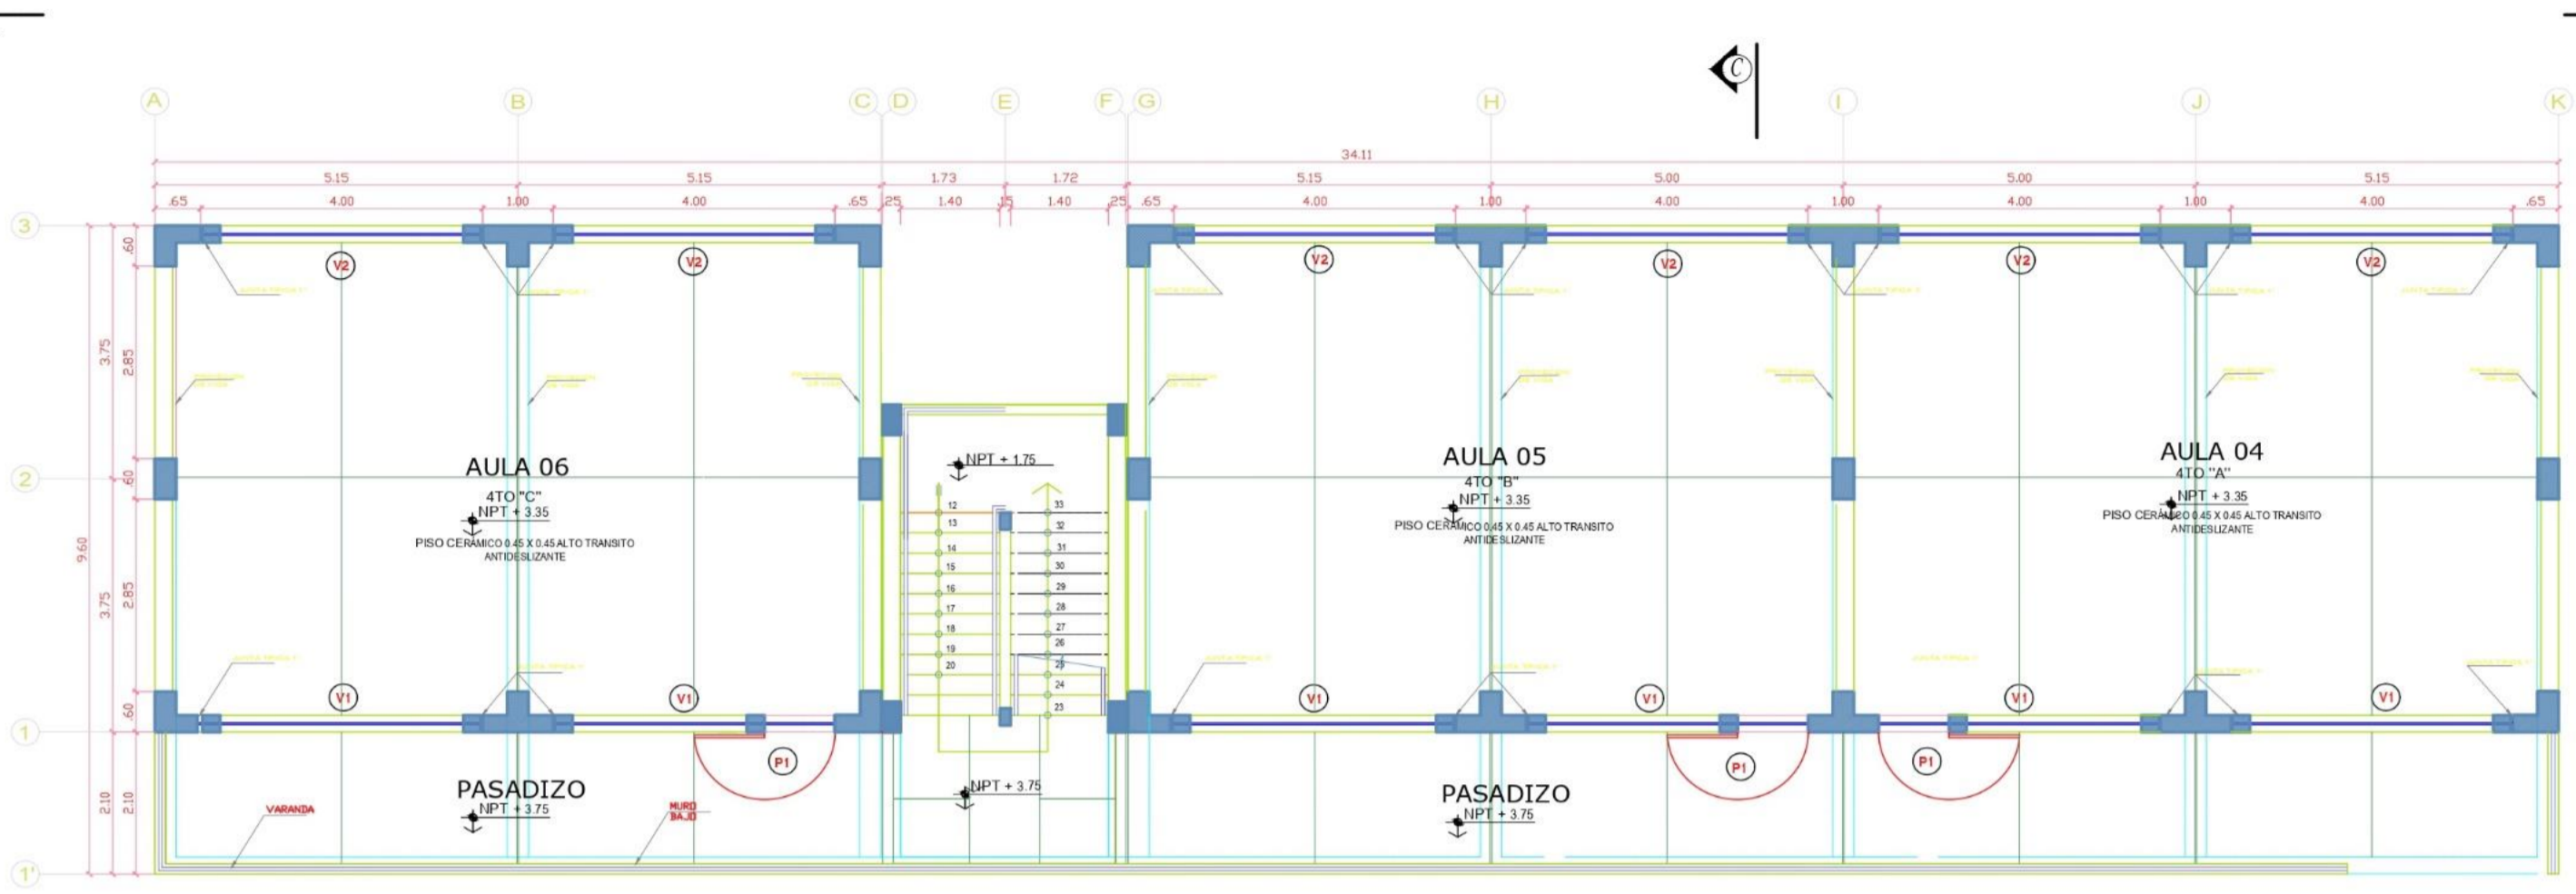 C
A B C D E F G H I J K
34.11
5.15 5.15 1.73 1.72 5.15 5.00 5.00 5.15
.65 4.00 1.00 4.00 .65 .25 1.40 .15 1.40 .25 .65 4.00 1.00 4.00 1.00 4.00 1.00 4.00 .65
3
V2 V2 V2 V2 V2 V2
.60
3.75 2.85
2
.60
9.60
3.75 2.85
.60
1
2.10 2.10
1'
AULA 06
4TO "C"
NPT + 3.35
PISO CERAMICO 0.45 X 0.45 ALTO TRANSITO
ANTIDESLIZANTE
NPT + 1.75
12 33
13 32
14 31
15 30
16 29
17 28
18 27
19 26
20 25
24
23
AULA 05
4TO "B"
NPT + 3.35
PISO CERAMICO 0.45 X 0.45 ALTO TRANSITO
ANTIDESLIZANTE
AULA 04
4TO "A"
NPT + 3.35
PISO CERAMICO 0.45 X 0.45 ALTO TRANSITO
ANTIDESLIZANTE
V1 V1 V1 V1 V1 V1
P1 P1 P1
PASADIZO
NPT + 3.75
VARANDA
MURO
BAJO
NPT + 3.75
PASADIZO
NPT + 3.75